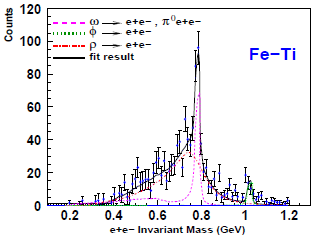 Counts
120
100
80
60
40
20
0
ω → e+e− , π⁰e+e−
ϕ → e+e−
ρ → e+e−
fit result
Fe−Ti
0.2 0.4 0.6 0.8 1 1.2
e+e− Invariant Mass (GeV)